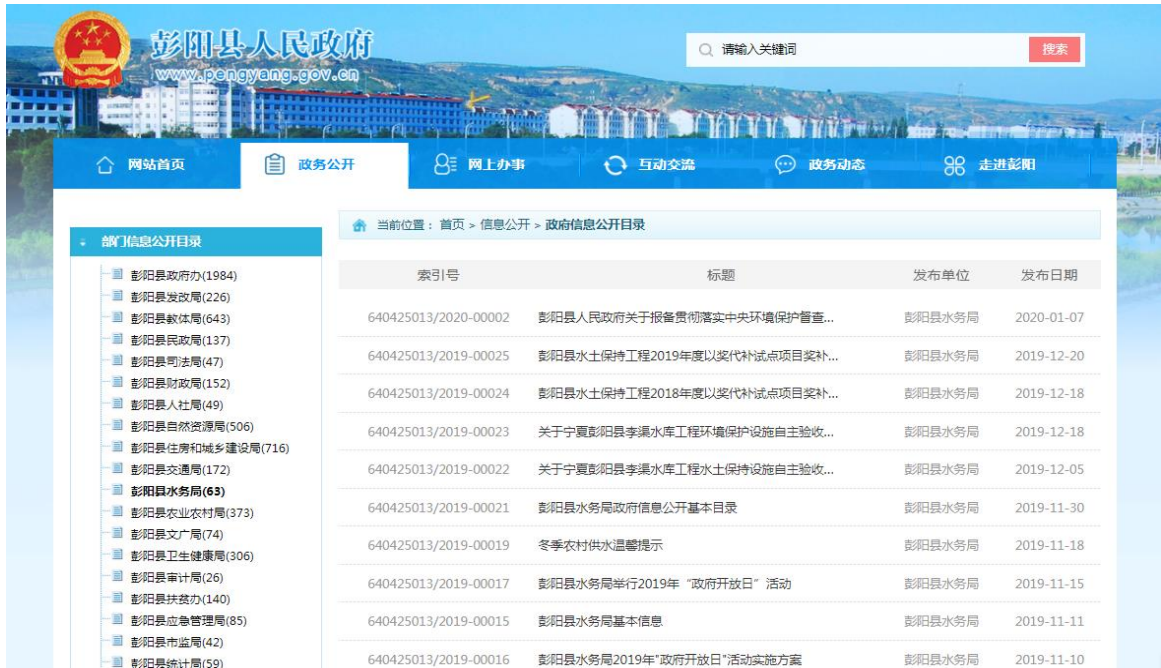 彭阳县人民政府
www.pengyang.gov.cn
请输入关键词
搜索
网站首页
政务公开
网上办事
互动交流
政务动态
走进彭阳
当前位置： 首页 > 信息公开 > 政府信息公开目录
部门信息公开目录
彭阳县政府办(1984)
彭阳县发改局(226)
彭阳县教体局(643)
彭阳县民政局(137)
彭阳县司法局(47)
彭阳县财政局(152)
彭阳县人社局(49)
彭阳县自然资源局(506)
彭阳县住房和城乡建设局(716)
彭阳县交通局(172)
彭阳县水务局(63)
彭阳县农业农村局(373)
彭阳县文广局(74)
彭阳县卫生健康局(306)
彭阳县审计局(26)
彭阳县扶贫办(140)
彭阳县应急管理局(85)
彭阳县市监局(42)
彭阳县统计局(59)
索引号 标题 发布单位 发布日期
640425013/2020-00002 彭阳县人民政府关于报备贯彻落实中央环境保护督查... 彭阳县水务局 2020-01-07
640425013/2019-00025 彭阳县水土保持工程2019年度以奖代补试点项目奖补... 彭阳县水务局 2019-12-20
640425013/2019-00024 彭阳县水土保持工程2018年度以奖代补试点项目奖补... 彭阳县水务局 2019-12-18
640425013/2019-00023 关于宁夏彭阳县李渠水库工程环境保护设施自主验收... 彭阳县水务局 2019-12-18
640425013/2019-00022 关于宁夏彭阳县李渠水库工程水土保持设施自主验收... 彭阳县水务局 2019-12-05
640425013/2019-00021 彭阳县水务局政府信息公开基本目录 彭阳县水务局 2019-11-30
640425013/2019-00019 冬季农村供水温馨提示 彭阳县水务局 2019-11-18
640425013/2019-00017 彭阳县水务局举行2019年“政府开放日”活动 彭阳县水务局 2019-11-15
640425013/2019-00015 彭阳县水务局基本信息 彭阳县水务局 2019-11-11
640425013/2019-00016 彭阳县水务局2019年"政府开放日"活动实施方案 彭阳县水务局 2019-11-10